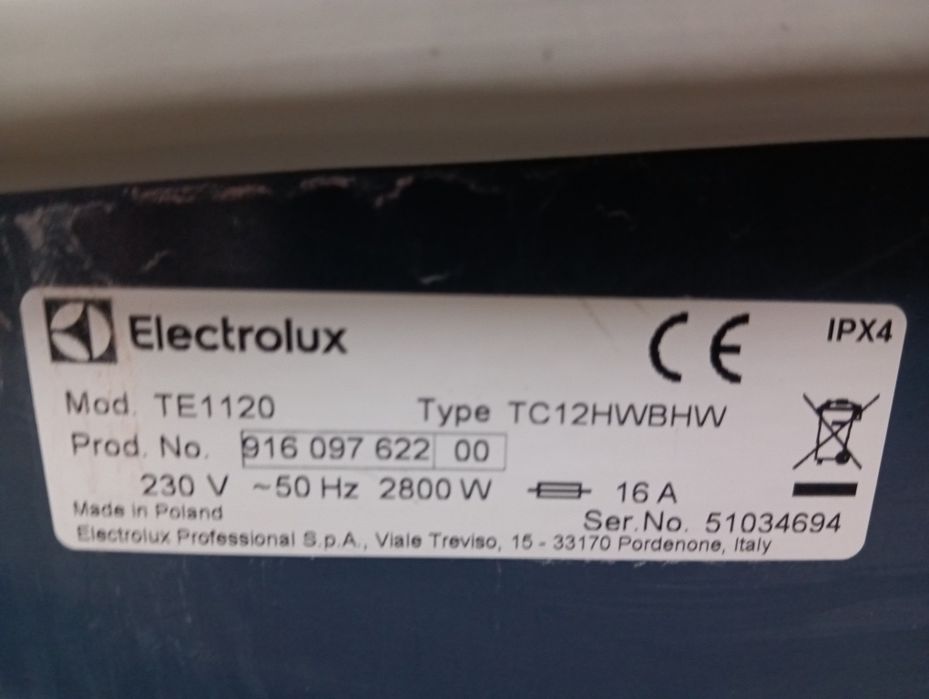 Electrolux
CE
IPX4
Mod. TE1120 Type TC12HWBHW
Prod. No. 916 097 622 00
230 V ~50 Hz 2800 W 16 A
Made in Poland Ser.No. 51034694
Electrolux Professional S.p.A., Viale Treviso, 15 - 33170 Pordenone, Italy